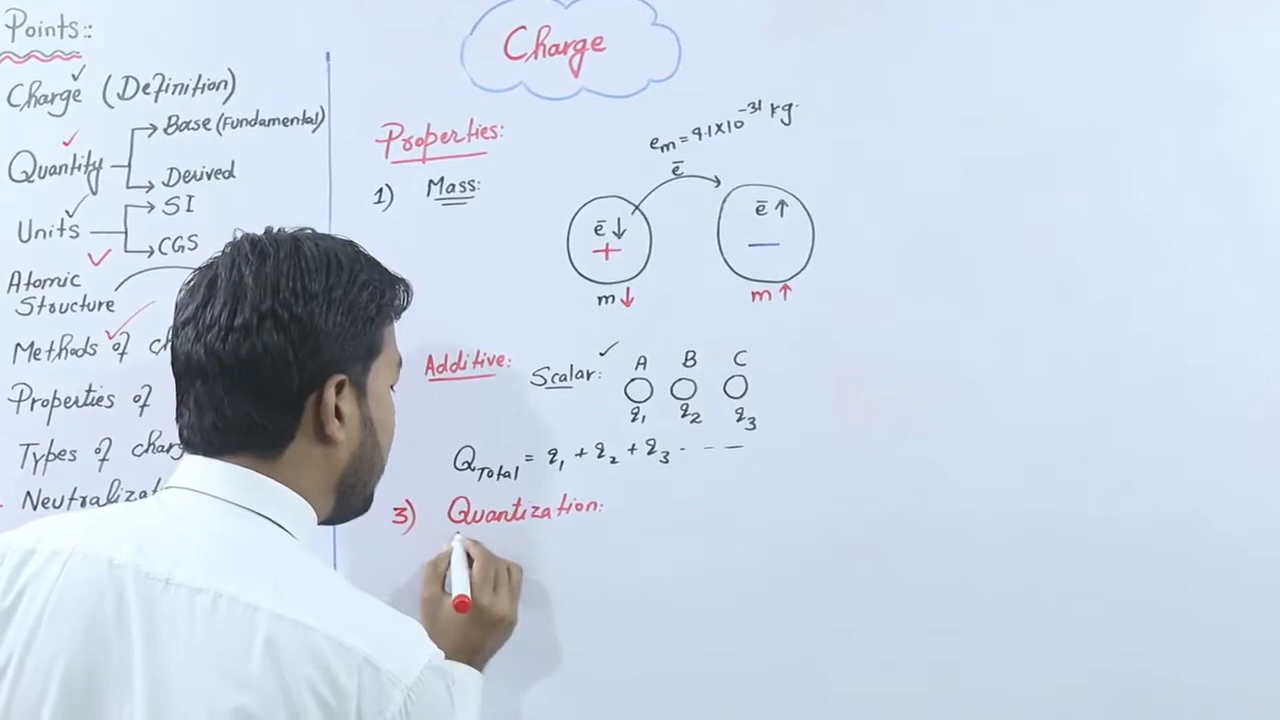 Points::
Charge (Definition)
Quantity
Base (Fundamental)
Derived
Units
SI
CGS
Atomic
Structure
Methods of
Properties of
Types of
Charge
Properties:
1) Mass:
em = 9.1×10⁻³¹ kg.
ē
ē↓
+
m↓
ē↑
—
m↑
Additive: Scalar: ✓
A B C
q₁ q₂ q₃
QTotal = q₁ + q₂ + q₃ - - - —
3) Quantization: